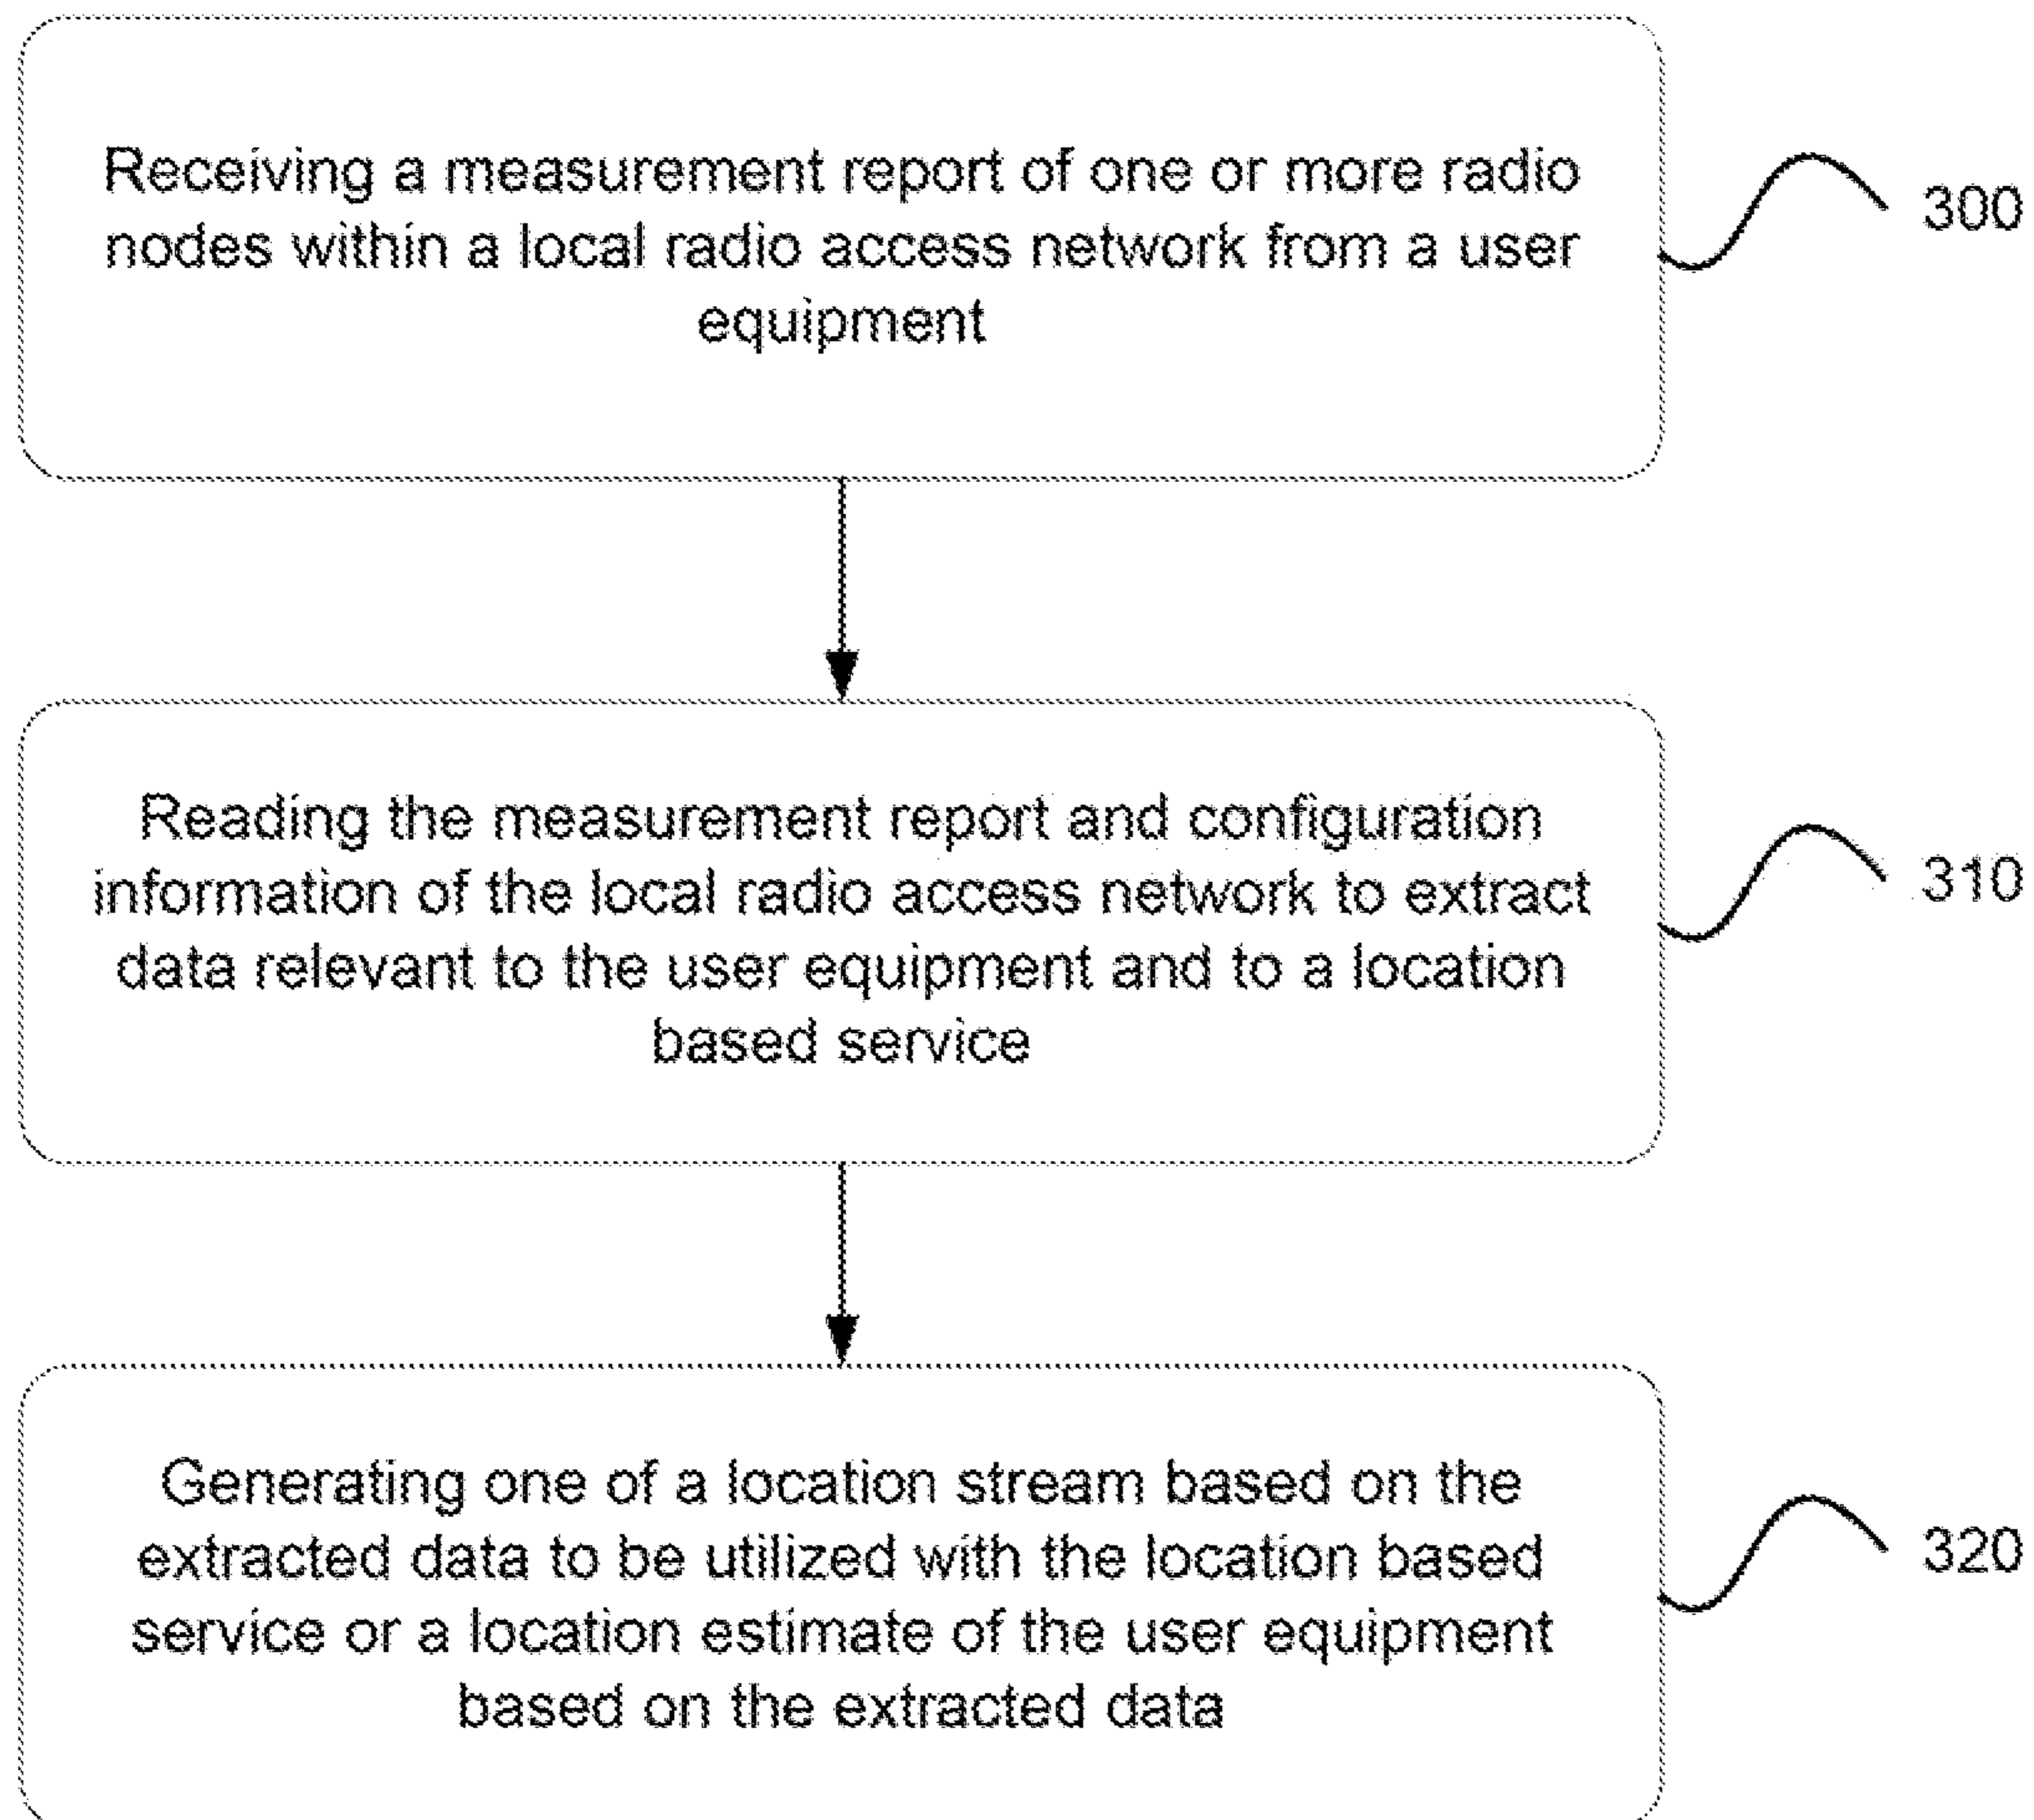 Receiving a measurement report of one or more radio
nodes within a local radio access network from a user
equipment
300
Reading the measurement report and configuration
information of the local radio access network to extract
data relevant to the user equipment and to a location
based service
310
Generating one of a location stream based on the
extracted data to be utilized with the location based
service or a location estimate of the user equipment
based on the extracted data
320